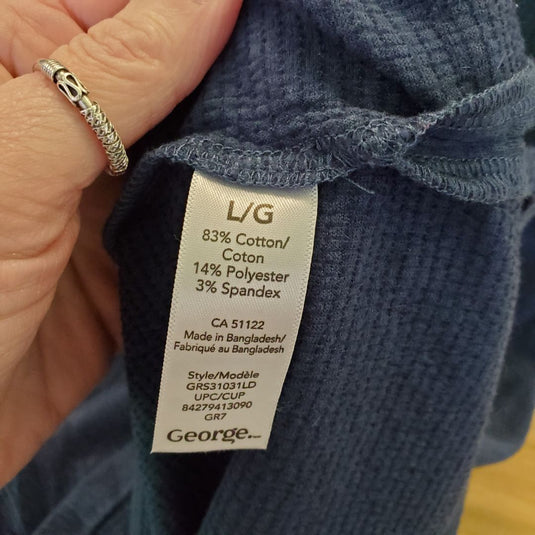 L/G
83% Cotton/
Coton
14% Polyester
3% Spandex
CA 51122
Made in Bangladesh/
Fabriqué au Bangladesh
Style/Modèle
GRS31031LD
UPC/CUP
84279413090
GR7
George.